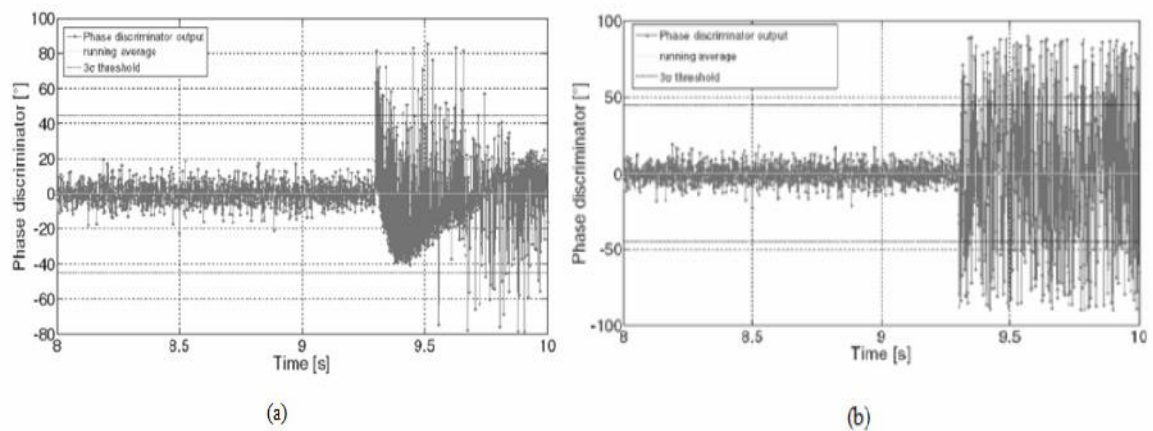 100
80
60
40
20
0
-20
-40
-60
-80
Phase discriminator [°]
Phase discriminator output
running average
3σ threshold
8 8.5 9 9.5 10
Time [s]
(a)
100
50
0
-50
-100
Phase discriminator [°]
Phase discriminator output
running average
3σ threshold
8 8.5 9 9.5 10
Time [s]
(b)